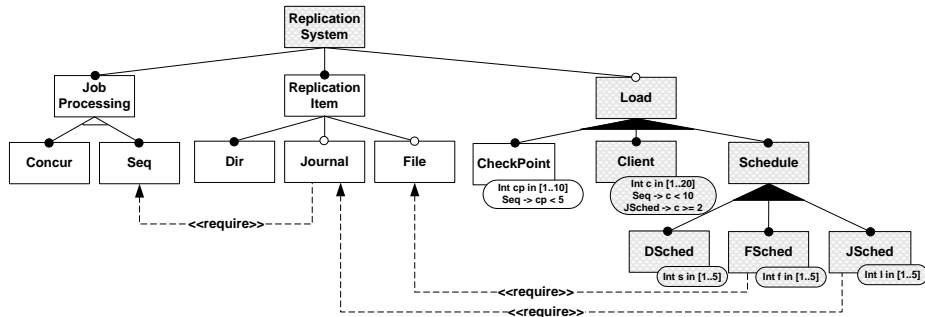 Replication
System
Job
Processing
Replication
Item
Load
Concur
Seq
Dir
Journal
File
CheckPoint
Client
Schedule
Int cp in [1..10]
Seq -> cp < 5
Int c in [1..20]
Seq -> c < 10
JSched -> c >= 2
<<require>>
DSched
FSched
JSched
Int s in [1..5]
Int f in [1..5]
Int l in [1..5]
<<require>>
<<require>>